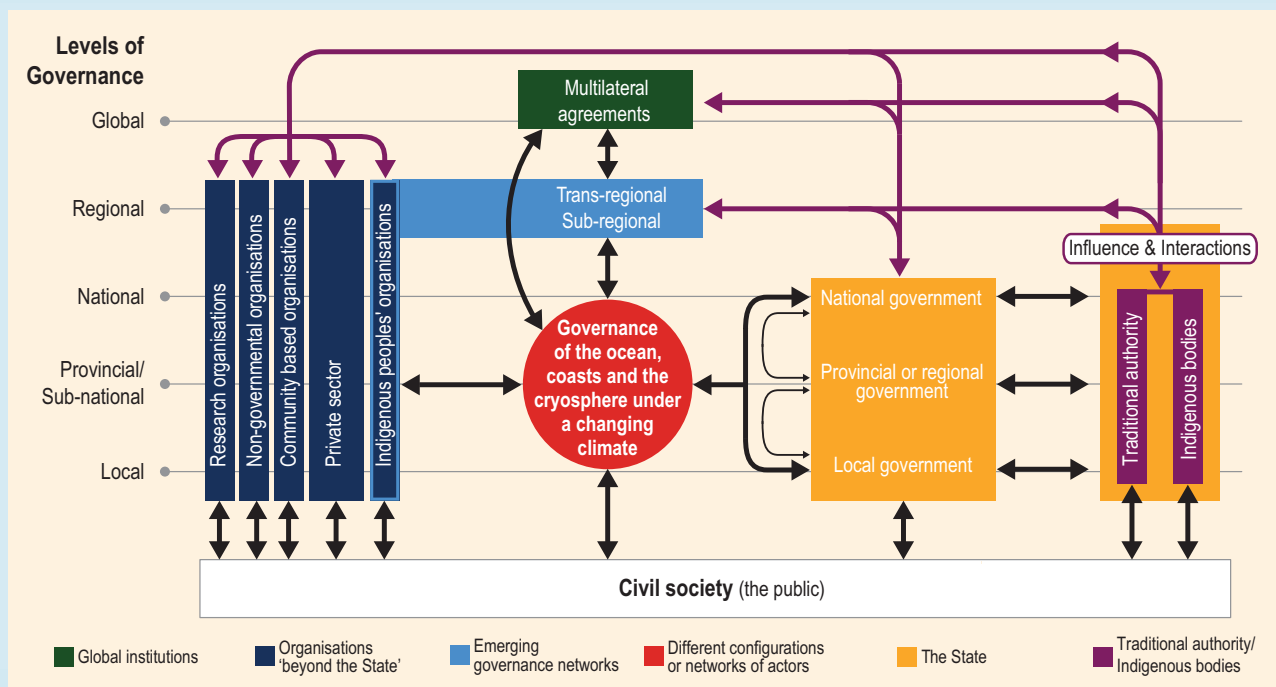 Levels of
Governance
Global
Regional
National
Provincial/
Sub-national
Local
Multilateral
agreements
Trans-regional
Sub-regional
Research organisations
Non-governmental organisations
Community based organisations
Private sector
Indigenous peoples' organisations
Governance
of the ocean,
coasts and the
cryosphere under
a changing
climate
National government
Provincial or regional
government
Local government
Influence & Interactions
Traditional authority
Indigenous bodies
Civil society (the public)
Global institutions
Organisations
‘beyond the State’
Emerging
governance networks
Different configurations
or networks of actors
The State
Traditional authority/
Indigenous bodies